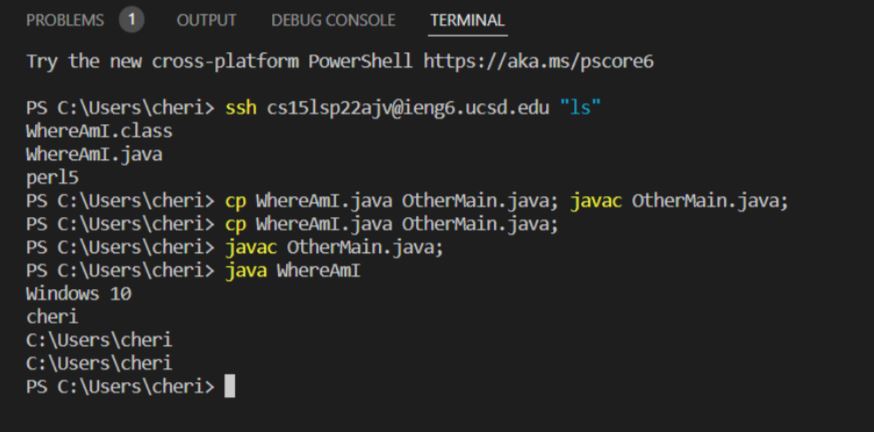 PROBLEMS 1 OUTPUT DEBUG CONSOLE TERMINAL
Try the new cross-platform PowerShell https://aka.ms/pscore6
PS C:\Users\cheri> ssh cs15lsp22ajv@ieng6.ucsd.edu "ls"
WhereAmI.class
WhereAmI.java
perl5
PS C:\Users\cheri> cp WhereAmI.java OtherMain.java; javac OtherMain.java;
PS C:\Users\cheri> cp WhereAmI.java OtherMain.java;
PS C:\Users\cheri> javac OtherMain.java;
PS C:\Users\cheri> java WhereAmI
Windows 10
cheri
C:\Users\cheri
C:\Users\cheri
PS C:\Users\cheri>